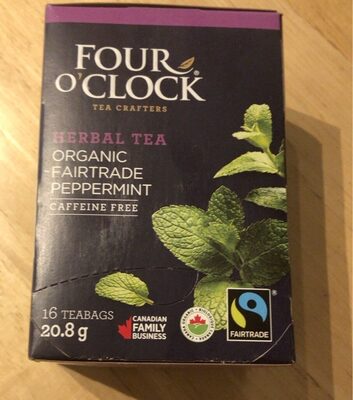 FOUR
O'CLOCK®
TEA CRAFTERS
HERBAL TEA
ORGANIC
FAIRTRADE
PEPPERMINT
CAFFEINE FREE
16 TEABAGS
20.8 g
CANADIAN
FAMILY
BUSINESS
FAIRTRADE